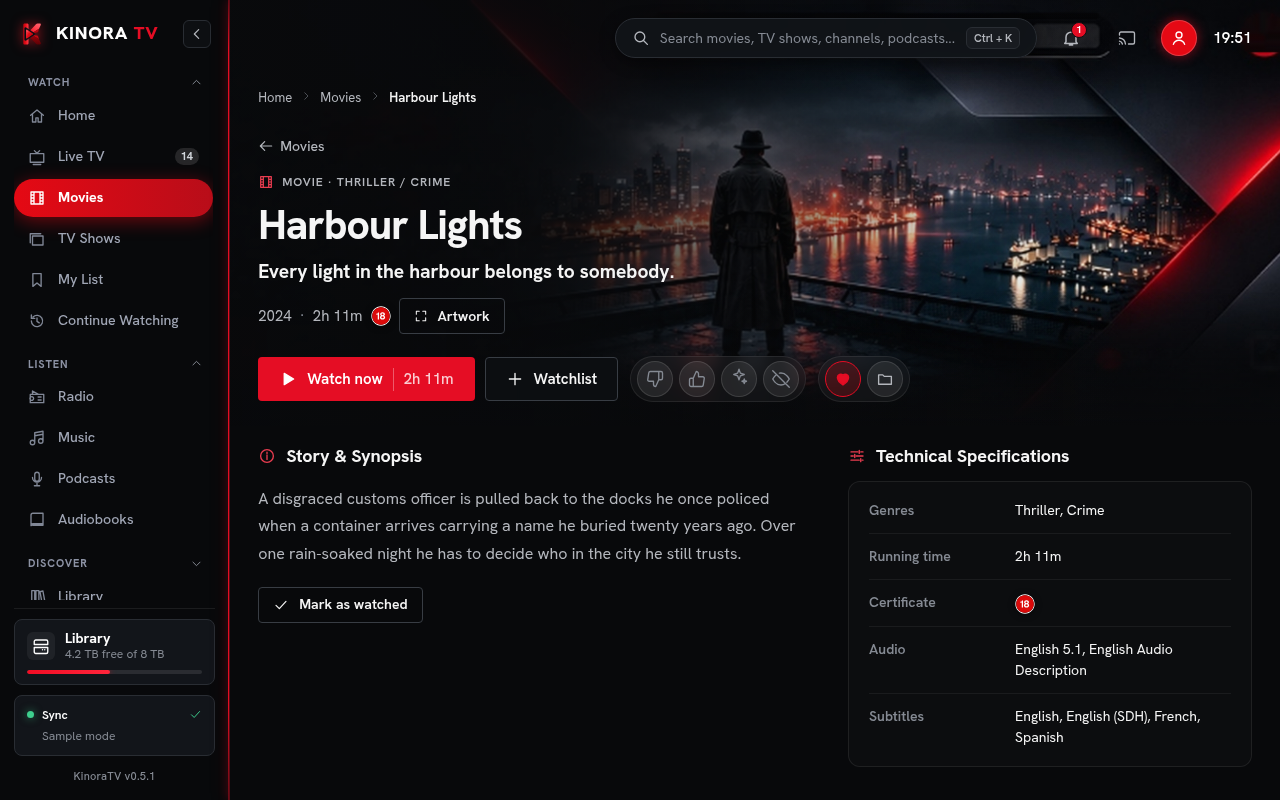 KINORA TV
Search movies, TV shows, channels, podcasts...
Ctrl + K
1
19:51
WATCH
Home
Live TV
14
Movies
TV Shows
My List
Continue Watching
LISTEN
Radio
Music
Podcasts
Audiobooks
DISCOVER
Library
Library
4.2 TB free of 8 TB
Sync
Sample mode
KinoraTV v0.5.1
Home
Movies
Harbour Lights
Movies
MOVIE · THRILLER / CRIME
Harbour Lights
Every light in the harbour belongs to somebody.
2024 · 2h 11m
18
Artwork
Watch now
2h 11m
Watchlist
Story & Synopsis
A disgraced customs officer is pulled back to the docks he once policed
when a container arrives carrying a name he buried twenty years ago. Over
one rain-soaked night he has to decide who in the city he still trusts.
Mark as watched
Technical Specifications
Genres
Thriller, Crime
Running time
2h 11m
Certificate
18
Audio
English 5.1, English Audio
Description
Subtitles
English, English (SDH), French,
Spanish